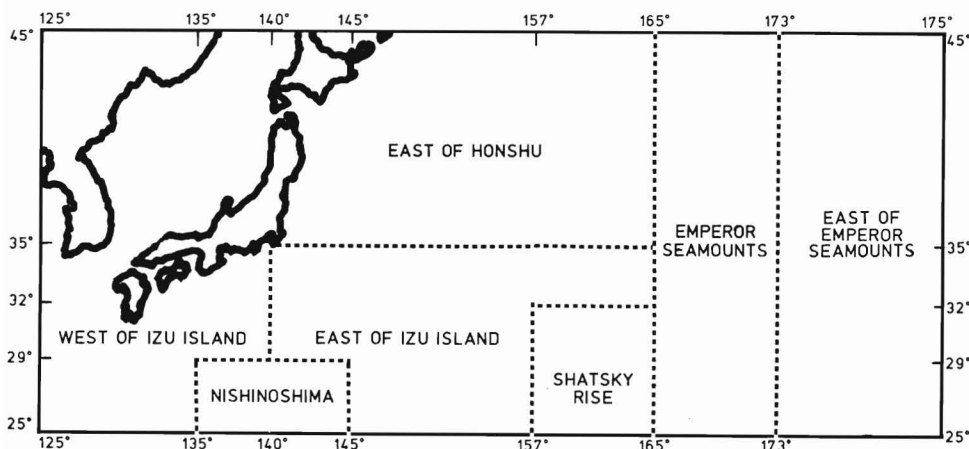 125° 135° 140° 145° 157° 165° 173° 175°
45° 45°
EAST OF HONSHU
EMPEROR
SEAMOUNTS
EAST OF
EMPEROR
SEAMOUNTS
35° 35°
32° 32°
WEST OF IZU ISLAND
EAST OF IZU ISLAND
29° 29°
NISHINOSHIMA
SHATSKY
RISE
25° 25°
125° 135° 140° 145° 157° 165° 173° 175°